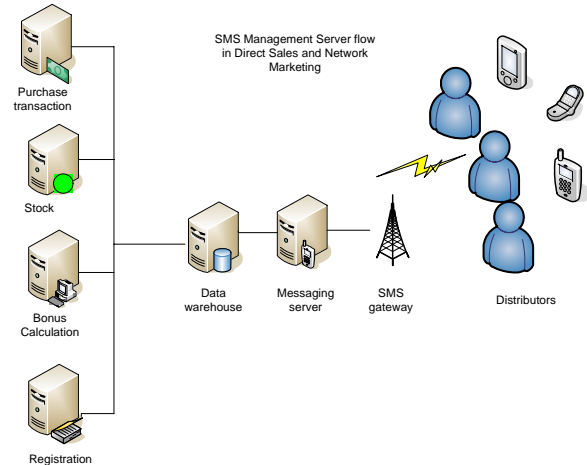 SMS Management Server flow
in Direct Sales and Network
Marketing
Purchase
transaction
Stock
Bonus
Calculation
Registration
Data
warehouse
Messaging
server
SMS
gateway
Distributors